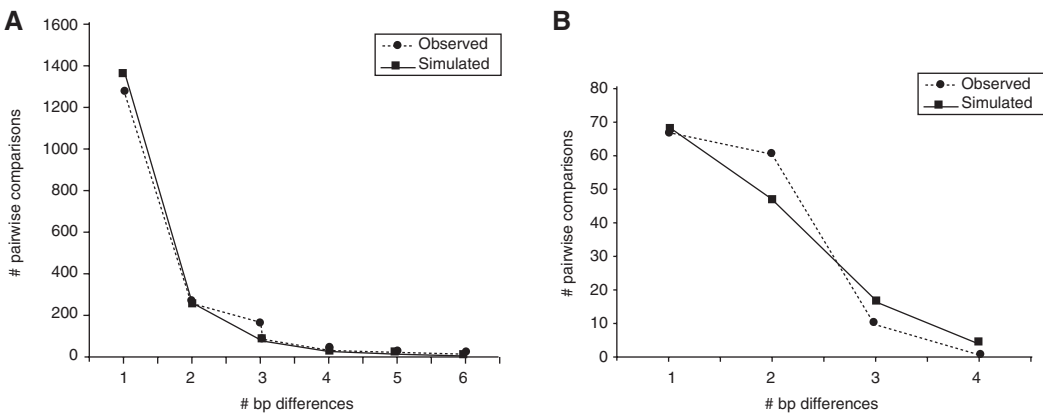 A
1600
1400
1200
1000
800
600
400
200
0
# pairwise comparisons
Observed
Simulated
1 2 3 4 5 6
# bp differences
B
80
70
60
50
40
30
20
10
0
# pairwise comparisons
Observed
Simulated
1 2 3 4
# bp differences